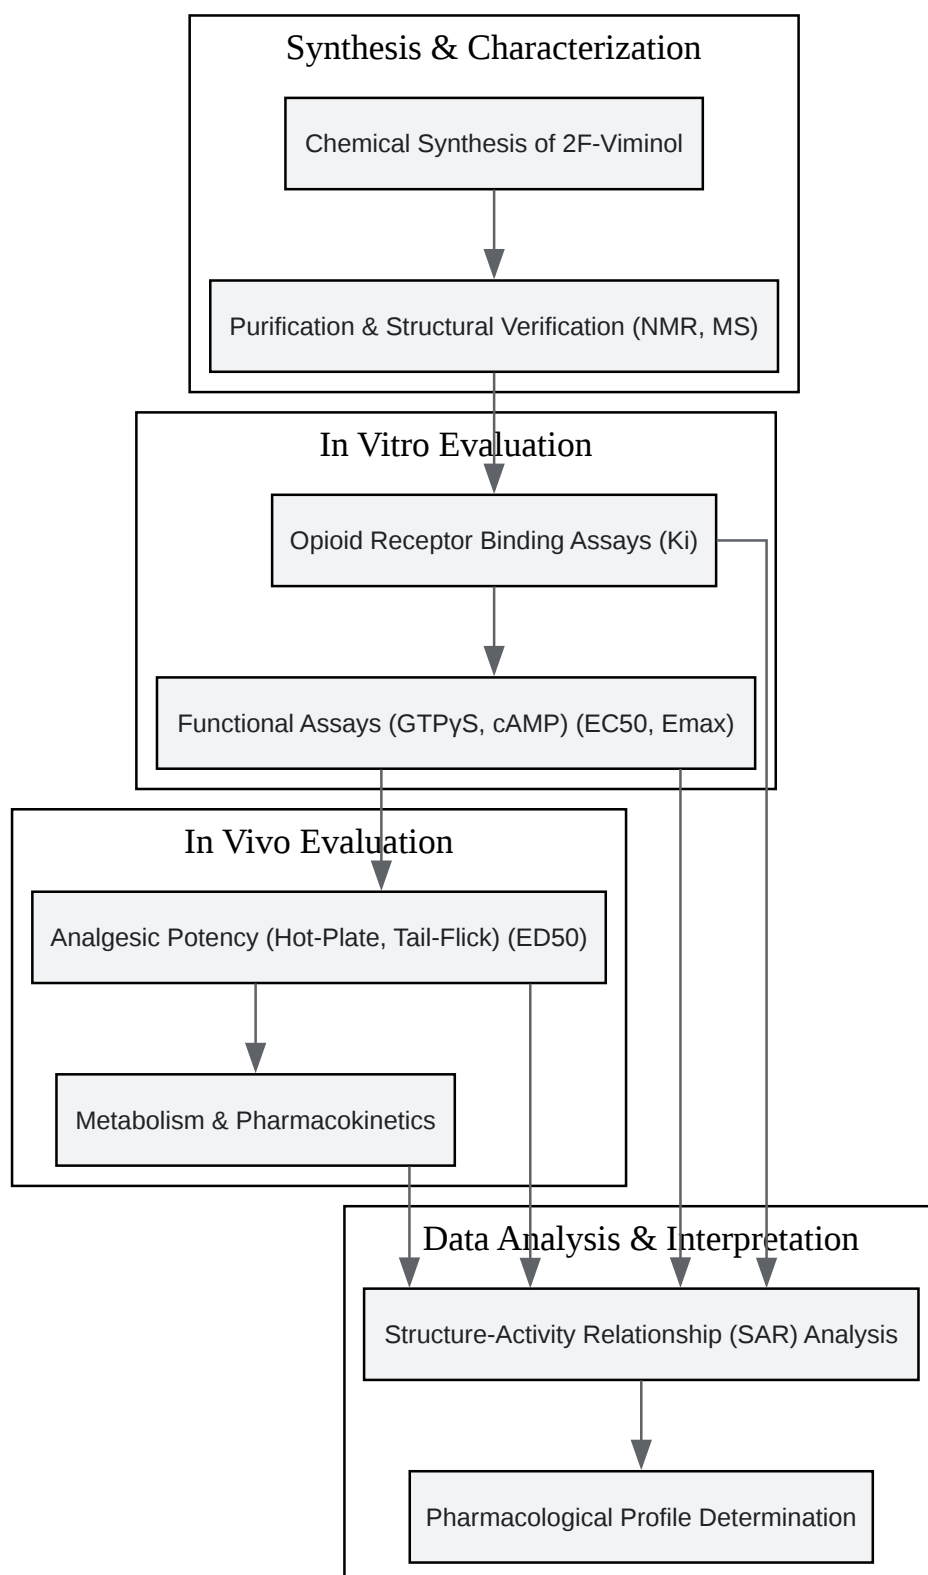 Synthesis & Characterization
Chemical Synthesis of 2F-Viminol
Purification & Structural Verification (NMR, MS)
In Vitro Evaluation
Opioid Receptor Binding Assays (Ki)
Functional Assays (GTPγS, cAMP) (EC50, Emax)
In Vivo Evaluation
Analgesic Potency (Hot-Plate, Tail-Flick) (ED50)
Metabolism & Pharmacokinetics
Data Analysis & Interpretation
Structure-Activity Relationship (SAR) Analysis
Pharmacological Profile Determination